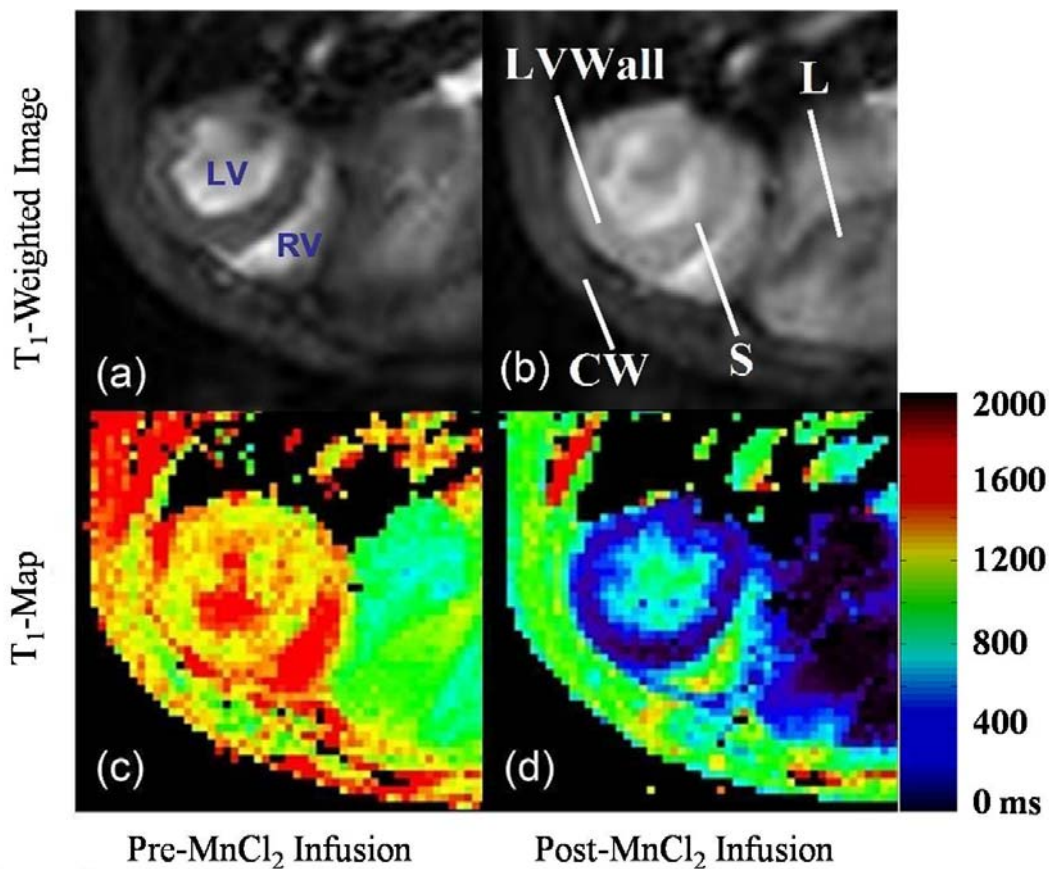 T₁-Weighted Image
LV
RV
(a)
LVWall
L
CW
S
(b)
T₁-Map
(c)
(d)
2000
1600
1200
800
400
0 ms
Pre-MnCl₂ Infusion
Post-MnCl₂ Infusion